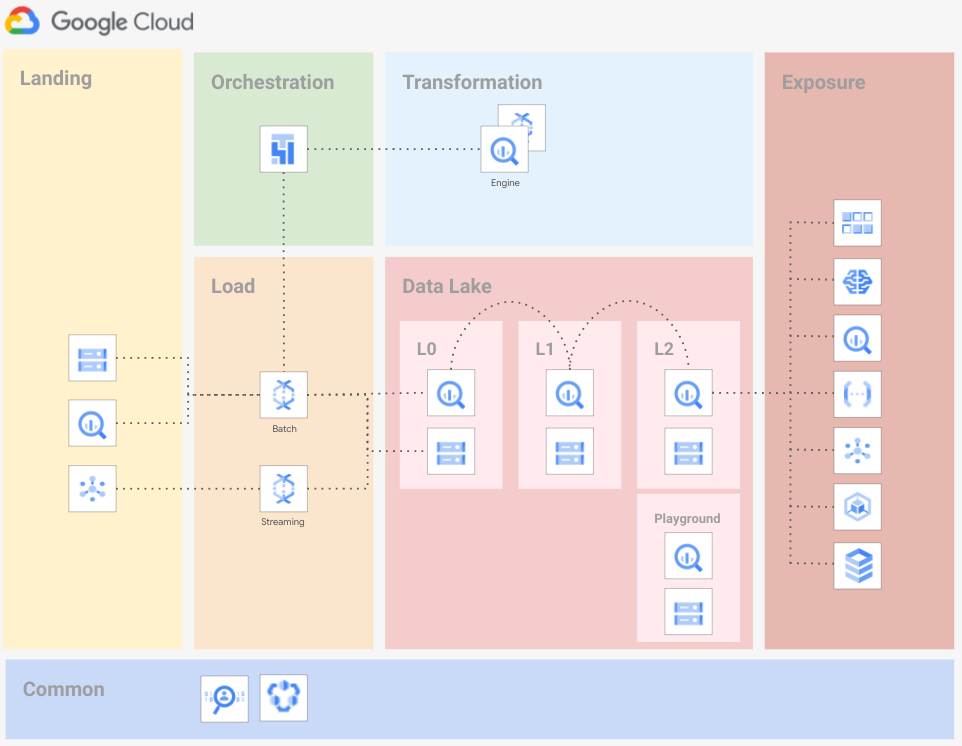 Google Cloud
Landing
Orchestration
Transformation
Exposure
Engine
Load
Data Lake
L0
L1
L2
Batch
Streaming
Playground
Common